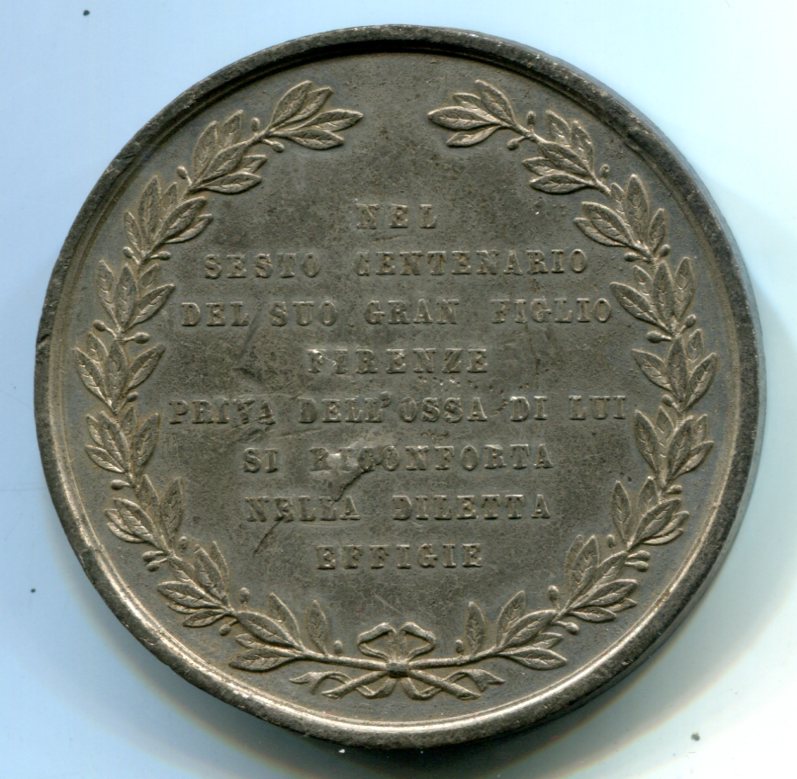 NEL
SESTO CENTENARIO
DEL SUO GRAN FIGLIO
FIRENZE
PRIVA DELL'OSSA DI LUI
SI RICONFORTA
NELLA DILETTA
EFFIGIE